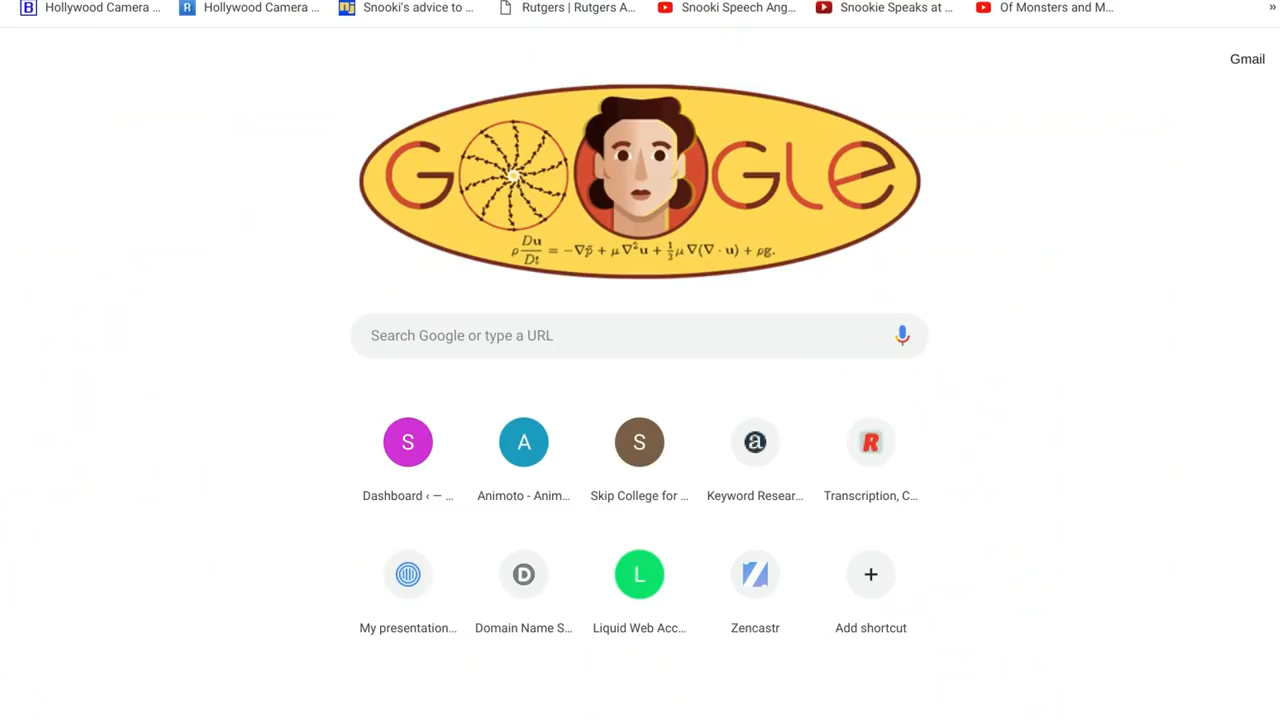 Hollywood Camera ... Hollywood Camera ... Snooki's advice to ... Rutgers | Rutgers A... Snooki Speech Ang... Snookie Speaks at ... Of Monsters and M... »
Gmail
GOOGLE
ρ Du/Dt = −∇p̄ + μ ∇²u + ⅓ μ ∇(∇ · u) + ρg.
Search Google or type a URL
S A S a R
Dashboard ‹ — ... Animoto - Anim... Skip College for ... Keyword Resear... Transcription, C...
D L +
My presentation... Domain Name S... Liquid Web Acc... Zencastr Add shortcut